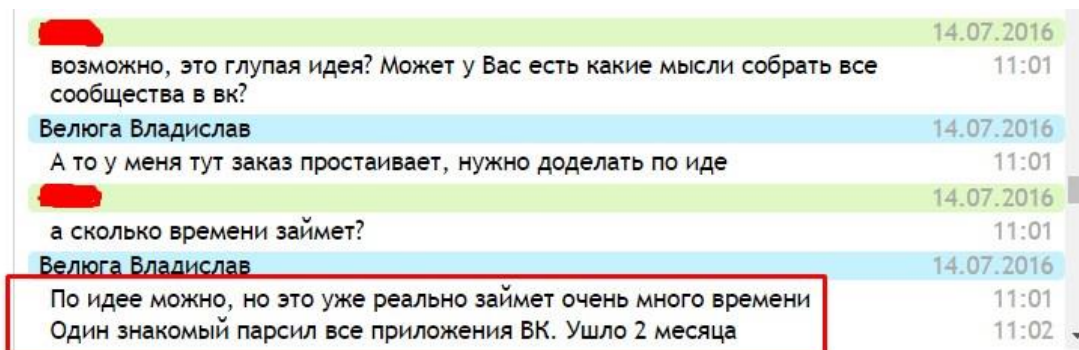 14.07.2016
возможно, это глупая идея? Может у Вас есть какие мысли собрать все 11:01
сообщества в вк?
Велюга Владислав 14.07.2016
А то у меня тут заказ простаивает, нужно доделать по иде 11:01
14.07.2016
а сколько времени займет? 11:01
Велюга Владислав 14.07.2016
По идее можно, но это уже реально займет очень много времени 11:01
Один знакомый парсил все приложения ВК. Ушло 2 месяца 11:02